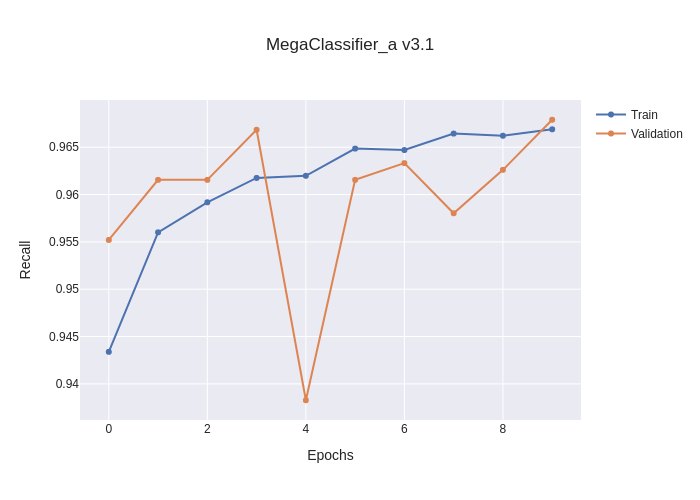 MegaClassifier_a v3.1
Train
Validation
0.965
0.96
0.955
0.95
0.945
0.94
Recall
0
2
4
6
8
Epochs